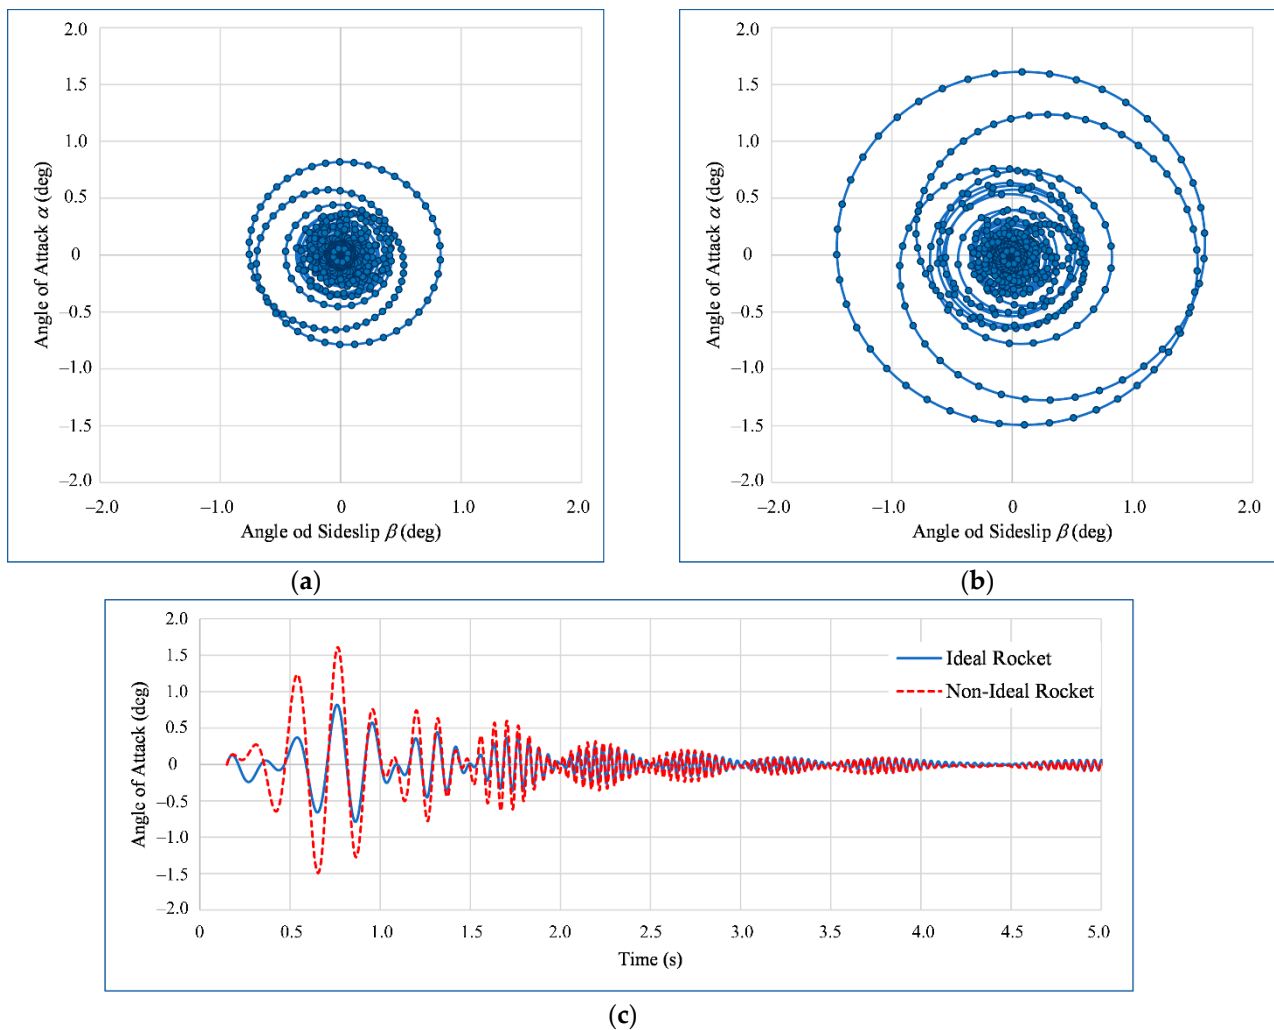 2.0
1.5
1.0
0.5
0
–0.5
–1.0
–1.5
–2.0
Angle of Attack α (deg)
–2.0 –1.0 0 1.0 2.0
Angle od Sideslip β (deg)
(a)
2.0
1.5
1.0
0.5
0
–0.5
–1.0
–1.5
–2.0
Angle of Attack α (deg)
–2.0 –1.0 0 1.0 2.0
Angle od Sideslip β (deg)
(b)
2.0
1.5
1.0
0.5
0
–0.5
–1.0
–1.5
–2.0
Angle of Attack (deg)
Ideal Rocket
Non-Ideal Rocket
0 0.5 1.0 1.5 2.0 2.5 3.0 3.5 4.0 4.5 5.0
Time (s)
(c)